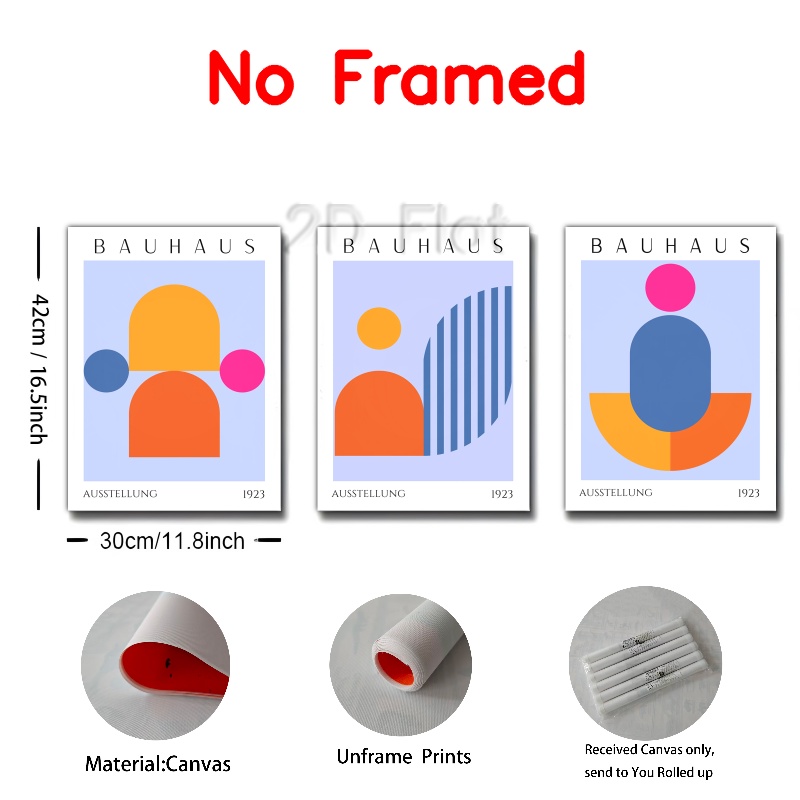 No Framed
2D Flat
BAUHAUS
BAUHAUS
BAUHAUS
42cm / 16.5inch
AUSSTELLUNG 1923
AUSSTELLUNG 1923
AUSSTELLUNG 1923
30cm/11.8inch
Material:Canvas
Unframe Prints
Received Canvas only,
send to You Rolled up